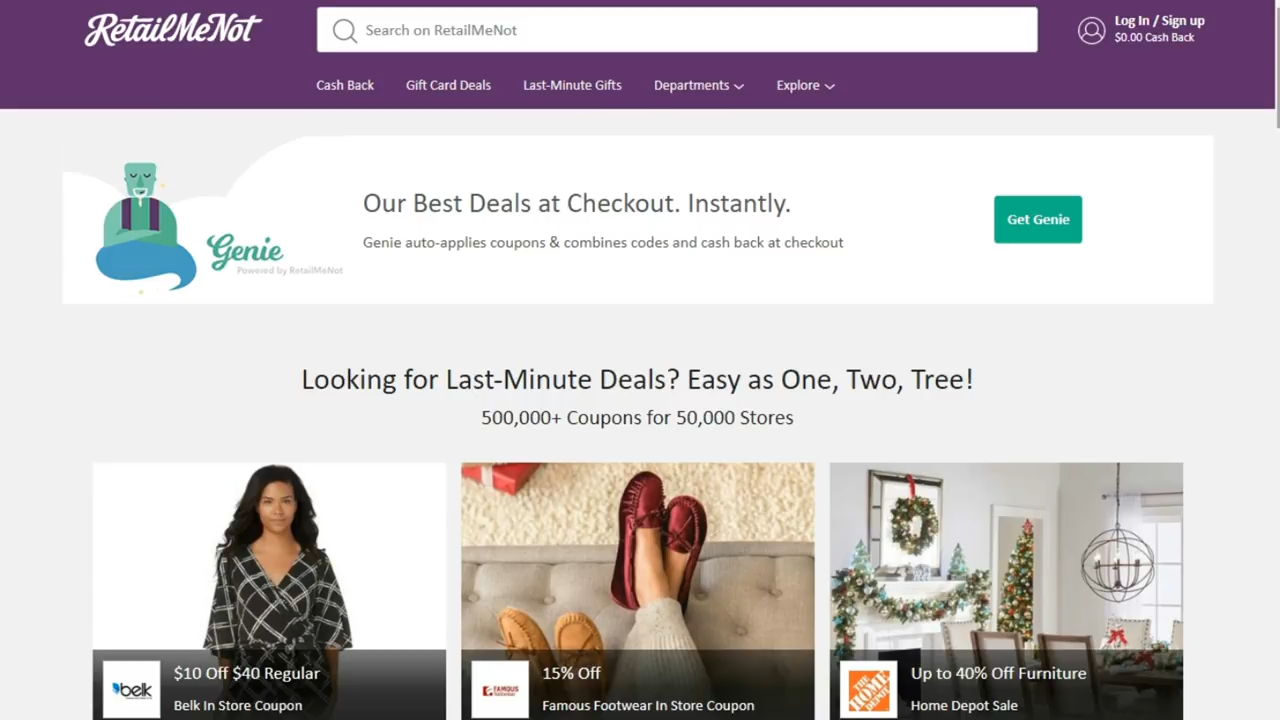 RetailMeNot
Search on RetailMeNot
Log In / Sign up
$0.00 Cash Back
Cash Back
Gift Card Deals
Last-Minute Gifts
Departments
Explore
Genie
Powered by RetailMeNot
Our Best Deals at Checkout. Instantly.
Genie auto-applies coupons & combines codes and cash back at checkout
Get Genie
Looking for Last-Minute Deals? Easy as One, Two, Tree!
500,000+ Coupons for 50,000 Stores
belk
$10 Off $40 Regular
Belk In Store Coupon
FAMOUS
footwear
15% Off
Famous Footwear In Store Coupon
THE
HOME
DEPOT
Up to 40% Off Furniture
Home Depot Sale